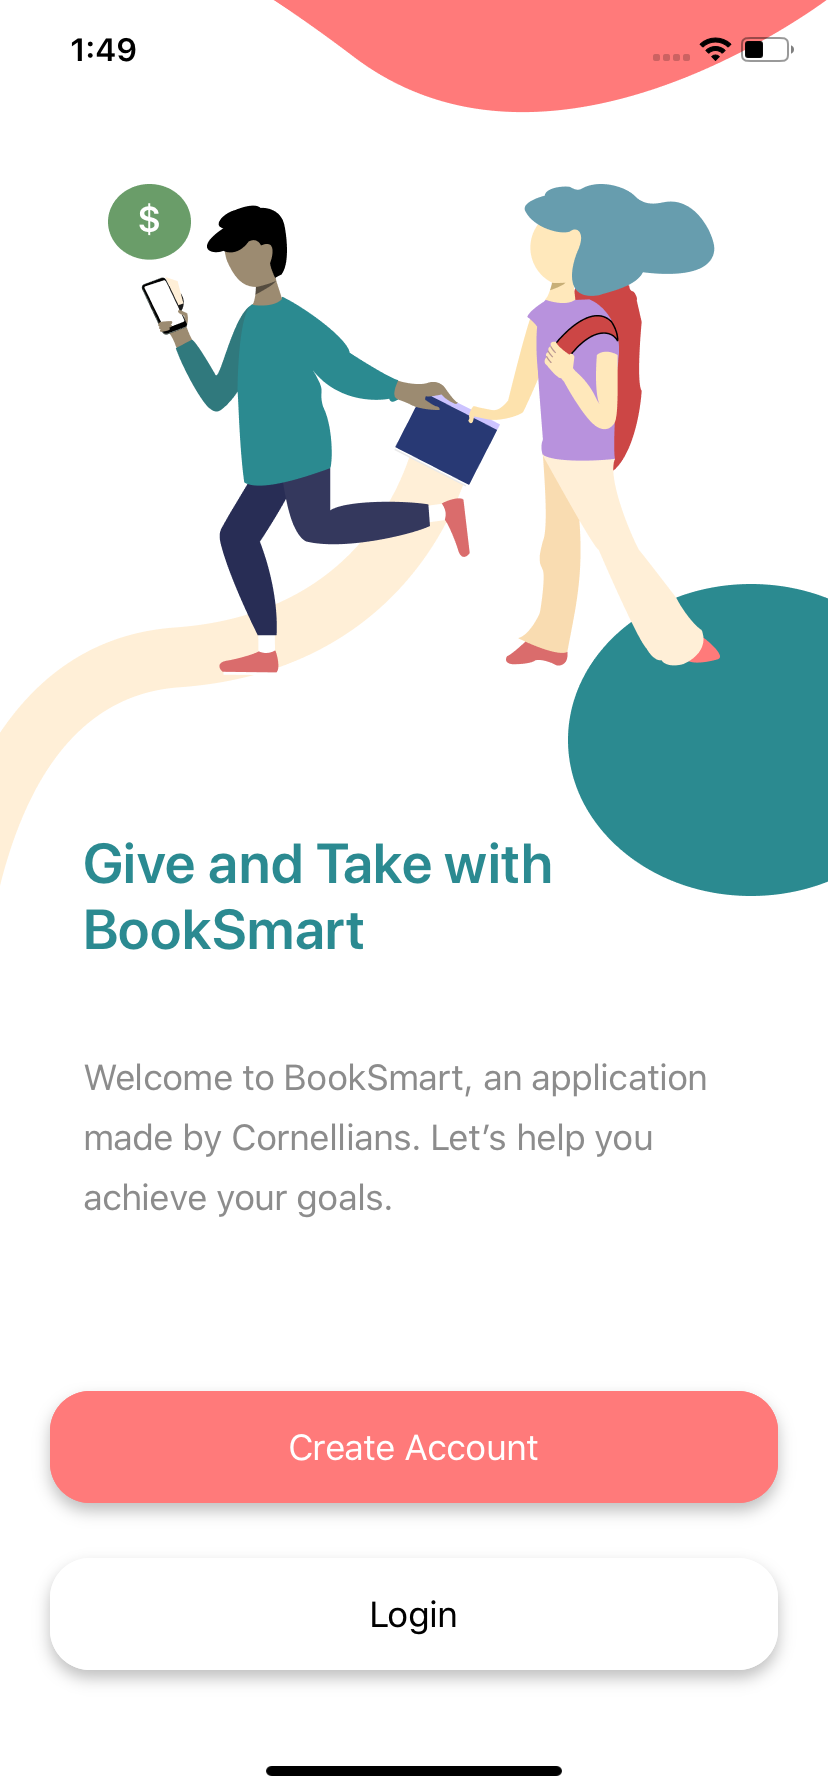 1:49
$
Give and Take with
BookSmart
Welcome to BookSmart, an application
made by Cornellians. Let’s help you
achieve your goals.
Create Account
Login